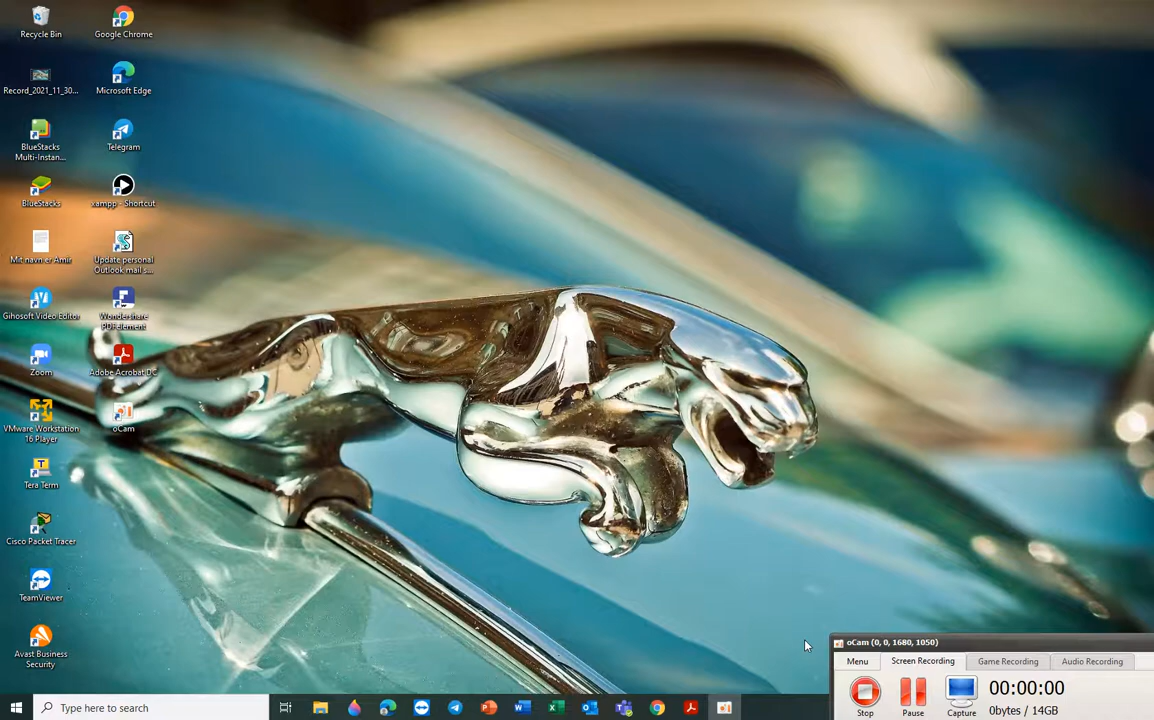 Recycle Bin
Google Chrome
Record_2021_11_30...
Microsoft Edge
BlueStacks
Multi-Instan...
Telegram
BlueStacks
xampp - Shortcut
Mit navn er Amir
Update personal
Outlook mail s...
Gihosoft Video Editor
Wondershare
PDFelement
Zoom
Adobe Acrobat DC
VMware Workstation
16 Player
oCam
Tera Term
Cisco Packet Tracer
TeamViewer
Avast Business
Security
oCam (0, 0, 1680, 1050)
Menu
Screen Recording
Game Recording
Audio Recording
Stop
Pause
Capture
00:00:00
0bytes / 14GB
Type here to search